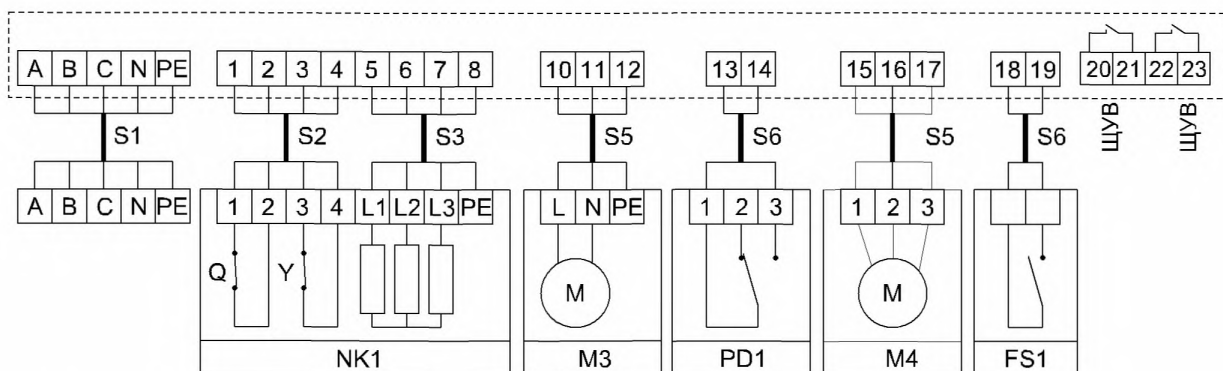 A B C N PE 1 2 3 4 5 6 7 8 10 11 12 13 14 15 16 17 18 19 20 21 22 23
S1 S2 S3 S5 S6 S5 S6 ЩУВ ЩУВ
A B C N PE 1 2 3 4 L1 L2 L3 PE L N PE 1 2 3 1 2 3
Q Y M M
NK1 M3 PD1 M4 FS1